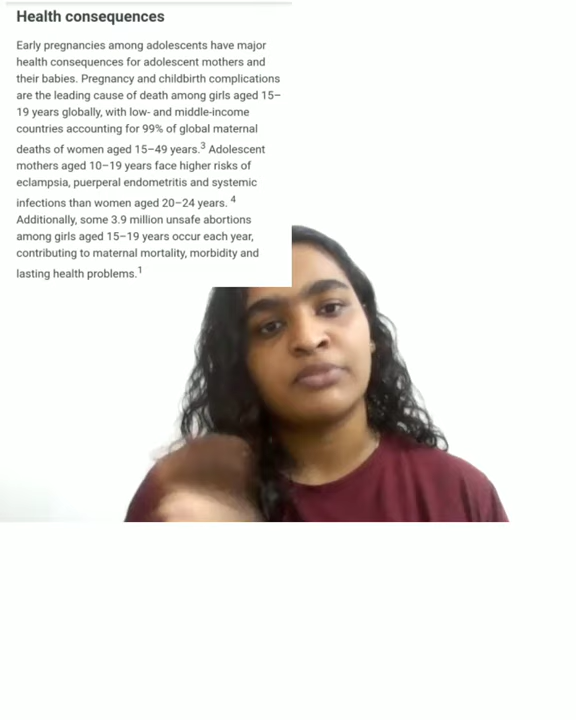 Health consequences
Early pregnancies among adolescents have major
health consequences for adolescent mothers and
their babies. Pregnancy and childbirth complications
are the leading cause of death among girls aged 15–
19 years globally, with low- and middle-income
countries accounting for 99% of global maternal
deaths of women aged 15–49 years.3 Adolescent
mothers aged 10–19 years face higher risks of
eclampsia, puerperal endometritis and systemic
infections than women aged 20–24 years. 4
Additionally, some 3.9 million unsafe abortions
among girls aged 15–19 years occur each year,
contributing to maternal mortality, morbidity and
lasting health problems.1